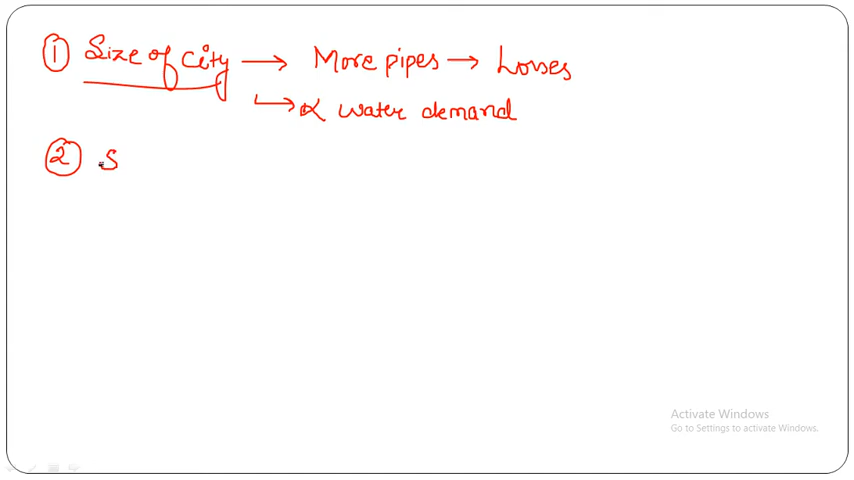 ① Size of City → More pipes → Losses
↳ ∝ water demand
② S
Activate Windows
Go to Settings to activate Windows.